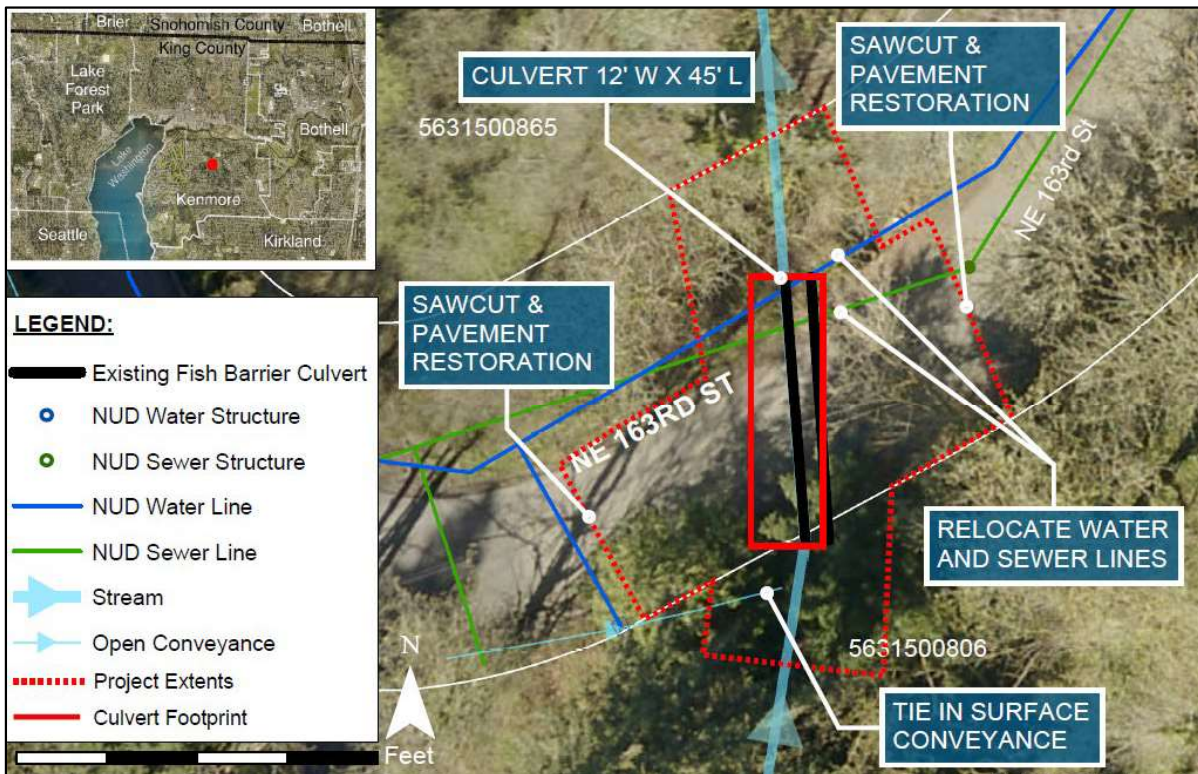 Brier
Snohomish County
Bothell
King County
Lake
Forest
Park
Bothell
Lake
Washington
Kenmore
Seattle
Kirkland
CULVERT 12' W X 45' L
SAWCUT &
PAVEMENT
RESTORATION
5631500865
NE 163rd St
LEGEND:
Existing Fish Barrier Culvert
NUD Water Structure
NUD Sewer Structure
NUD Water Line
NUD Sewer Line
Stream
Open Conveyance
Project Extents
Culvert Footprint
SAWCUT &
PAVEMENT
RESTORATION
NE 163RD ST
RELOCATE WATER
AND SEWER LINES
5631500806
N
Feet
TIE IN SURFACE
CONVEYANCE